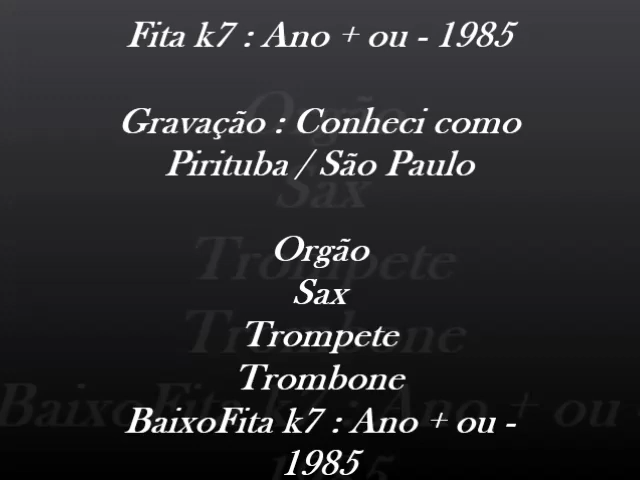 Fita k7 : Ano + ou - 1985
Gravação : Conheci como
Pirituba / São Paulo
Orgão
Sax
Trompete
Trombone
BaixoFita k7 : Ano + ou -
1985